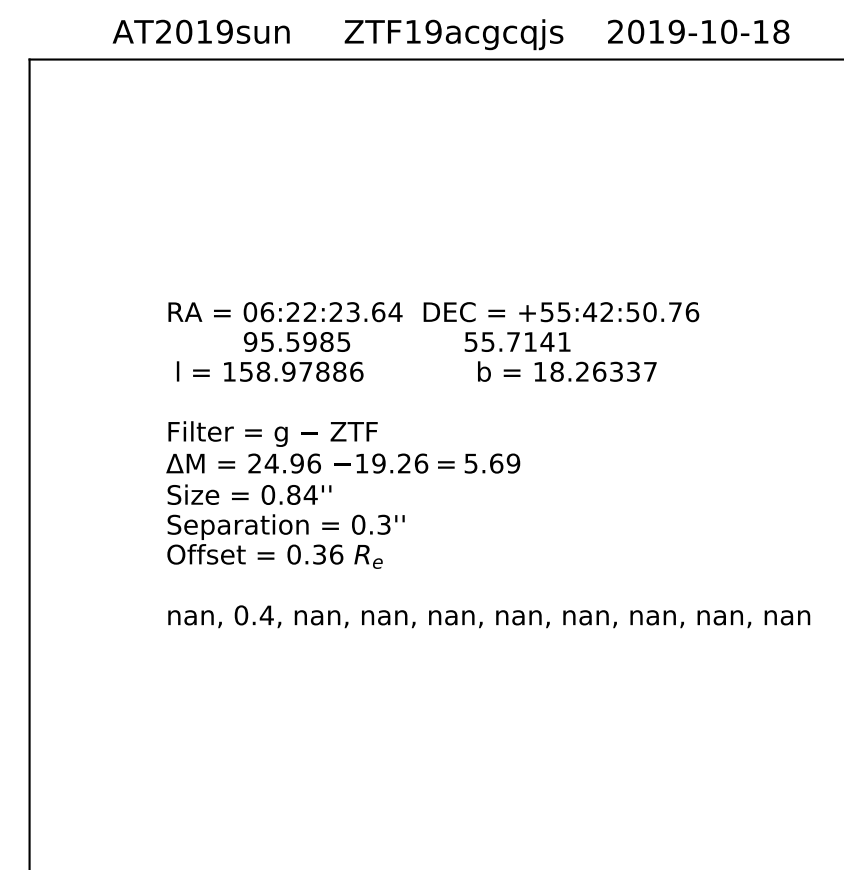 AT2019sun ZTF19acgcqjs 2019-10-18
RA = 06:22:23.64 DEC = +55:42:50.76
95.5985 55.7141
l = 158.97886 b = 18.26337
Filter = g − ZTF
ΔM = 24.96 −19.26 = 5.69
Size = 0.84''
Separation = 0.3''
Offset = 0.36 Re
nan, 0.4, nan, nan, nan, nan, nan, nan, nan, nan